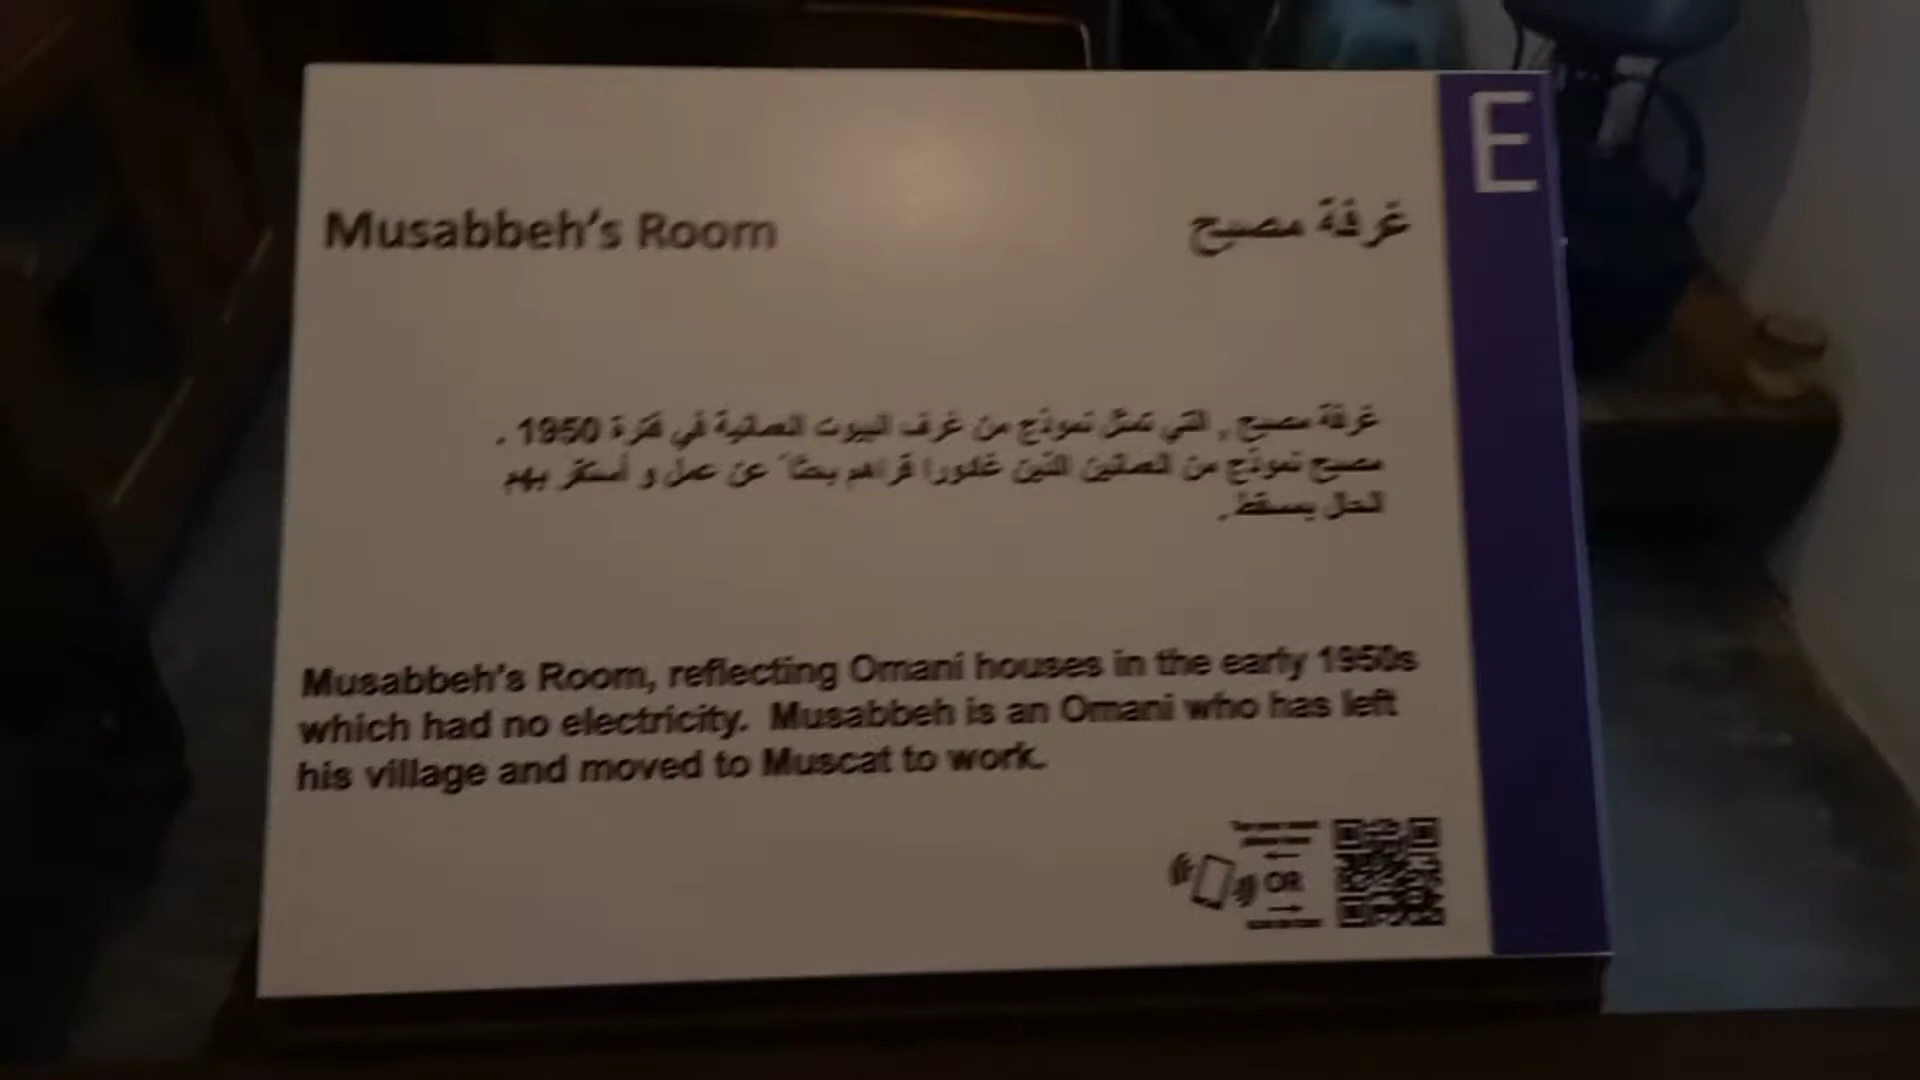 E
Musabbeh's Room
غرفة مصبح
غرفة مصبح , التي تمثل نموذج من غرف البيوت العمانية في فترة 1950 .
مصبح نموذج من العمانين الذين غادورا قراهم بحثا ً عن عمل و أستقر بهم
الحال بمسقط.
Musabbeh's Room, reflecting Omani houses in the early 1950s
which had no electricity. Musabbeh is an Omani who has left
his village and moved to Muscat to work.
OR